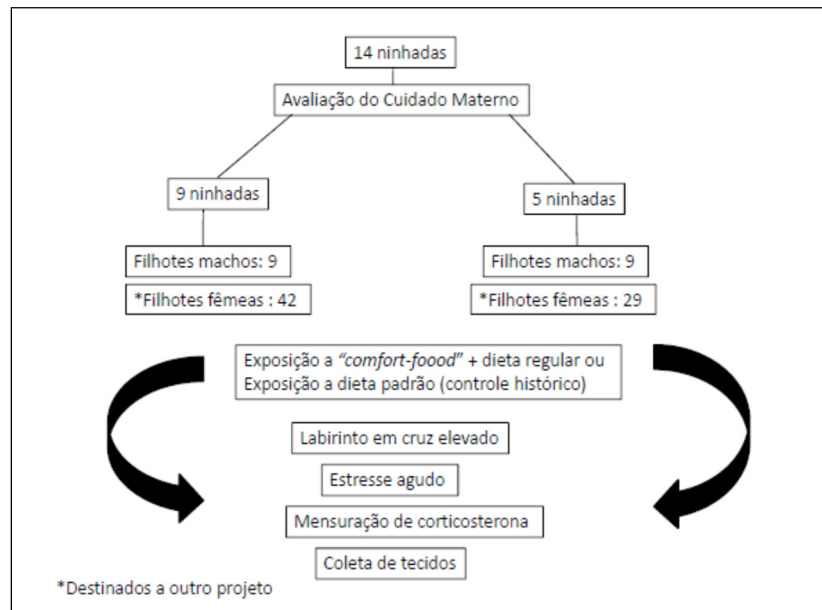 14 ninhadas
Avaliação do Cuidado Materno
9 ninhadas
5 ninhadas
Filhotes machos: 9
Filhotes machos: 9
*Filhotes fêmeas : 42
*Filhotes fêmeas : 29
Exposição a “comfort-foood” + dieta regular ou
Exposição a dieta padrão (controle histórico)
Labirinto em cruz elevado
Estresse agudo
Mensuração de corticosterona
Coleta de tecidos
*Destinados a outro projeto